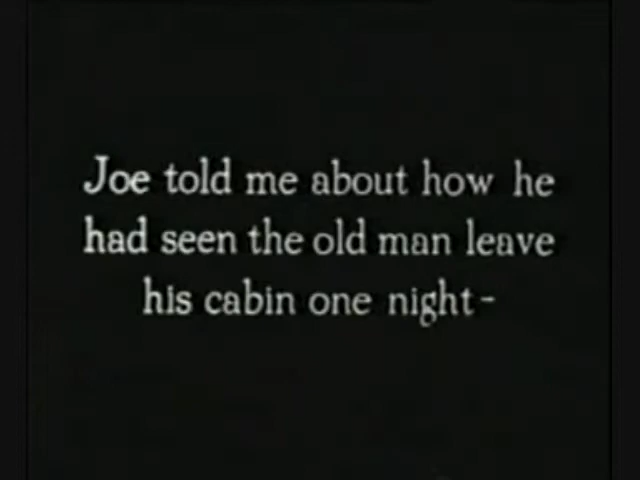 Joe told me about how he
had seen the old man leave
his cabin one night-